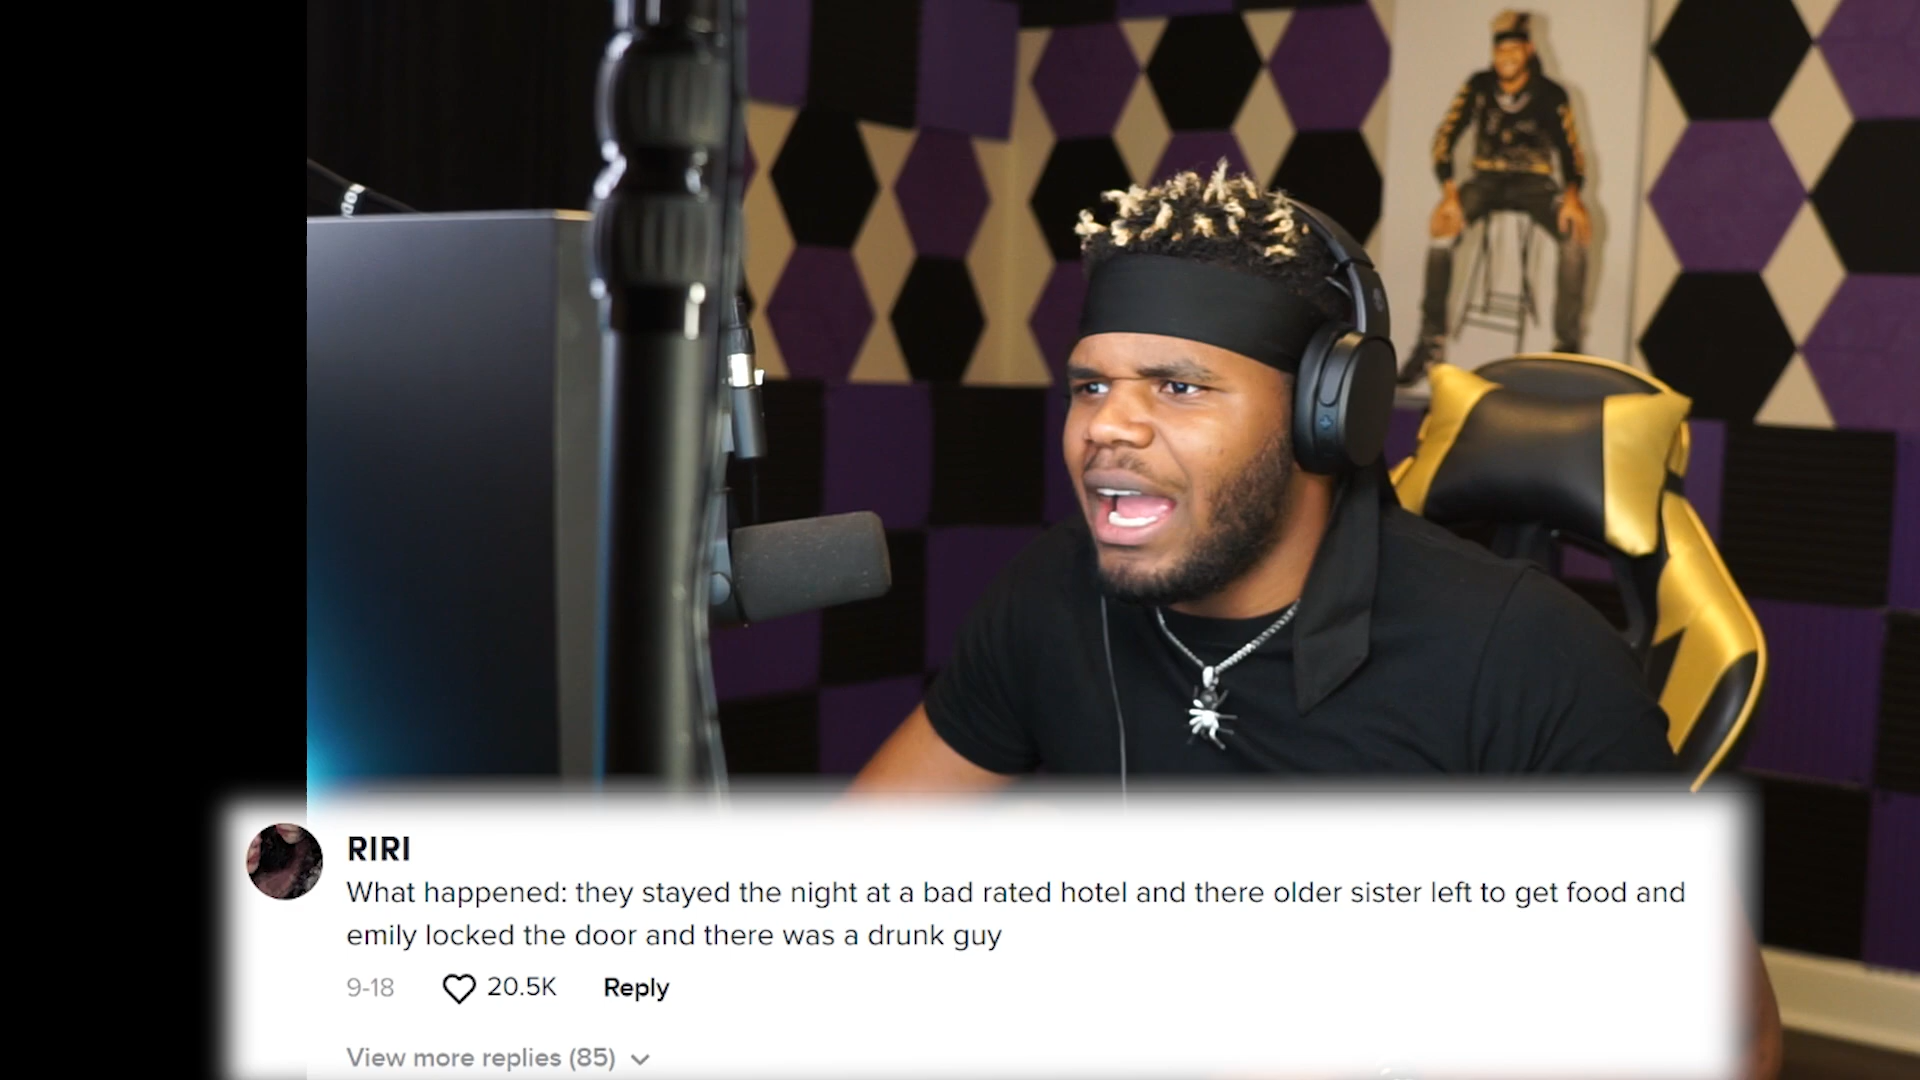 RIRI
What happened: they stayed the night at a bad rated hotel and there older sister left to get food and
emily locked the door and there was a drunk guy
9-18 20.5K Reply
View more replies (85)